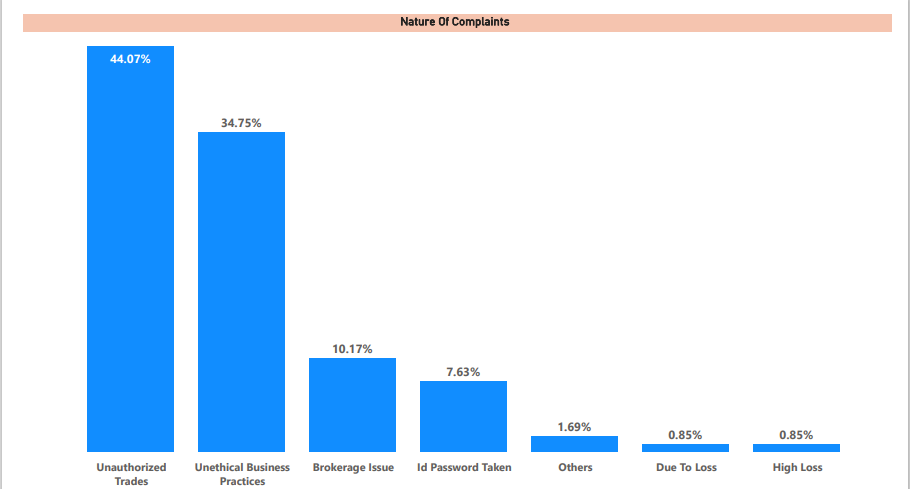 Nature Of Complaints
44.07%
34.75%
10.17%
7.63%
1.69%
0.85%
0.85%
Unauthorized
Trades
Unethical Business
Practices
Brokerage Issue
Id Password Taken
Others
Due To Loss
High Loss